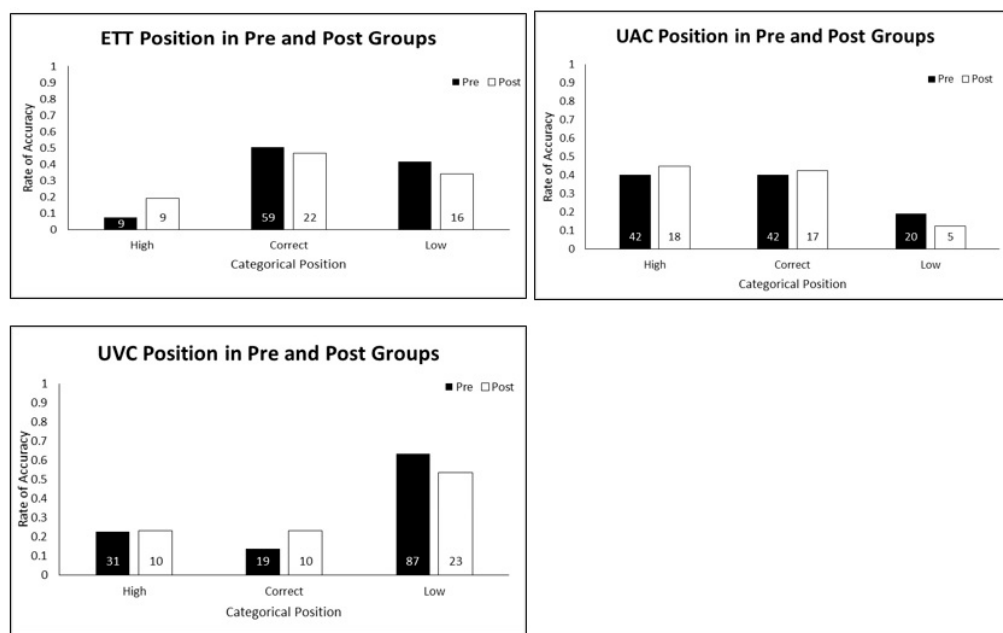 ETT Position in Pre and Post Groups
Pre Post
Rate of Accuracy
1
0.9
0.8
0.7
0.6
0.5
0.4
0.3
0.2
0.1
0
9 9 59 22 16
High Correct Low
Categorical Position
UAC Position in Pre and Post Groups
Pre Post
Rate of Accuracy
1
0.9
0.8
0.7
0.6
0.5
0.4
0.3
0.2
0.1
0
42 18 42 17 20 5
High Correct Low
Categorical Position
UVC Position in Pre and Post Groups
Pre Post
Rate of Accuracy
1
0.9
0.8
0.7
0.6
0.5
0.4
0.3
0.2
0.1
0
31 10 19 10 87 23
High Correct Low
Categorical Position